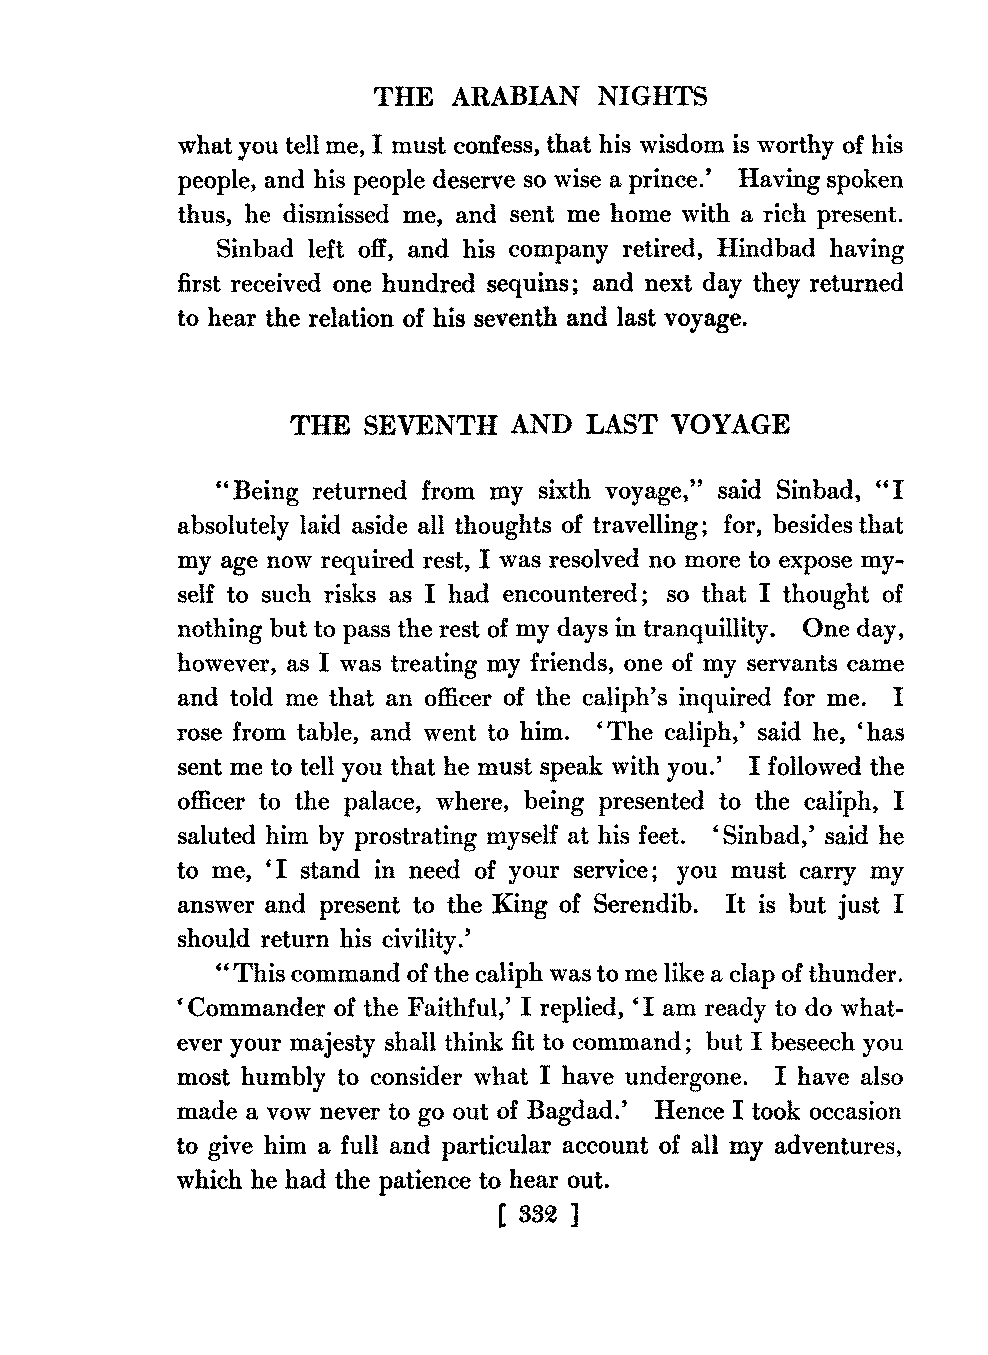 THE ARABIAN NIGHTS
what you tell me, I must confess, that his wisdom is worthy of his
people, and his people deserve so wise a prince.’ Having spoken
thus, he dismissed me, and sent me home with a rich present.
Sinbad left off, and his company retired, Hindbad having
first received one hundred sequins; and next day they returned
to hear the relation of his seventh and last voyage.
THE SEVENTH AND LAST VOYAGE
“Being returned from my sixth voyage,” said Sinbad, “I
absolutely laid aside all thoughts of travelling; for, besides that
my age now required rest, I was resolved no more to expose my-
self to such risks as I had encountered; so that I thought of
nothing but to pass the rest of my days in tranquillity. One day,
however, as I was treating my friends, one of my servants came
and told me that an officer of the caliph’s inquired for me. I
rose from table, and went to him. ‘The caliph,’ said he, ‘has
sent me to tell you that he must speak with you.’ I followed the
officer to the palace, where, being presented to the caliph, I
saluted him by prostrating myself at his feet. ‘Sinbad,’ said he
to me, ‘I stand in need of your service; you must carry my
answer and present to the King of Serendib. It is but just I
should return his civility.’
“This command of the caliph was to me like a clap of thunder.
‘Commander of the Faithful,’ I replied, ‘I am ready to do what-
ever your majesty shall think fit to command; but I beseech you
most humbly to consider what I have undergone. I have also
made a vow never to go out of Bagdad.’ Hence I took occasion
to give him a full and particular account of all my adventures,
which he had the patience to hear out.
[ 332 ]